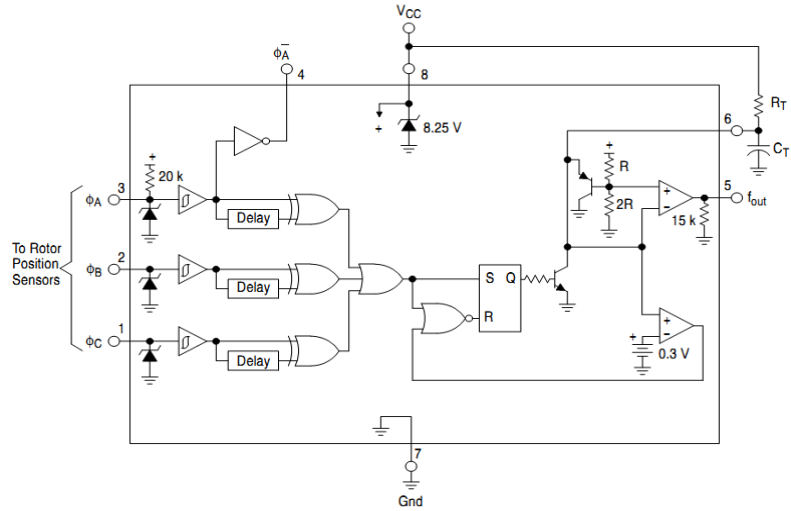 VCC
ϕA̅
4
8
+
8.25 V
RT
6
CT
+
20 k
3
ϕA
Delay
+
R
2R
+
–
5
fout
15 k
To Rotor
Position
Sensors
2
ϕB
Delay
S Q
R
1
ϕC
Delay
+
–
+
0.3 V
7
Gnd